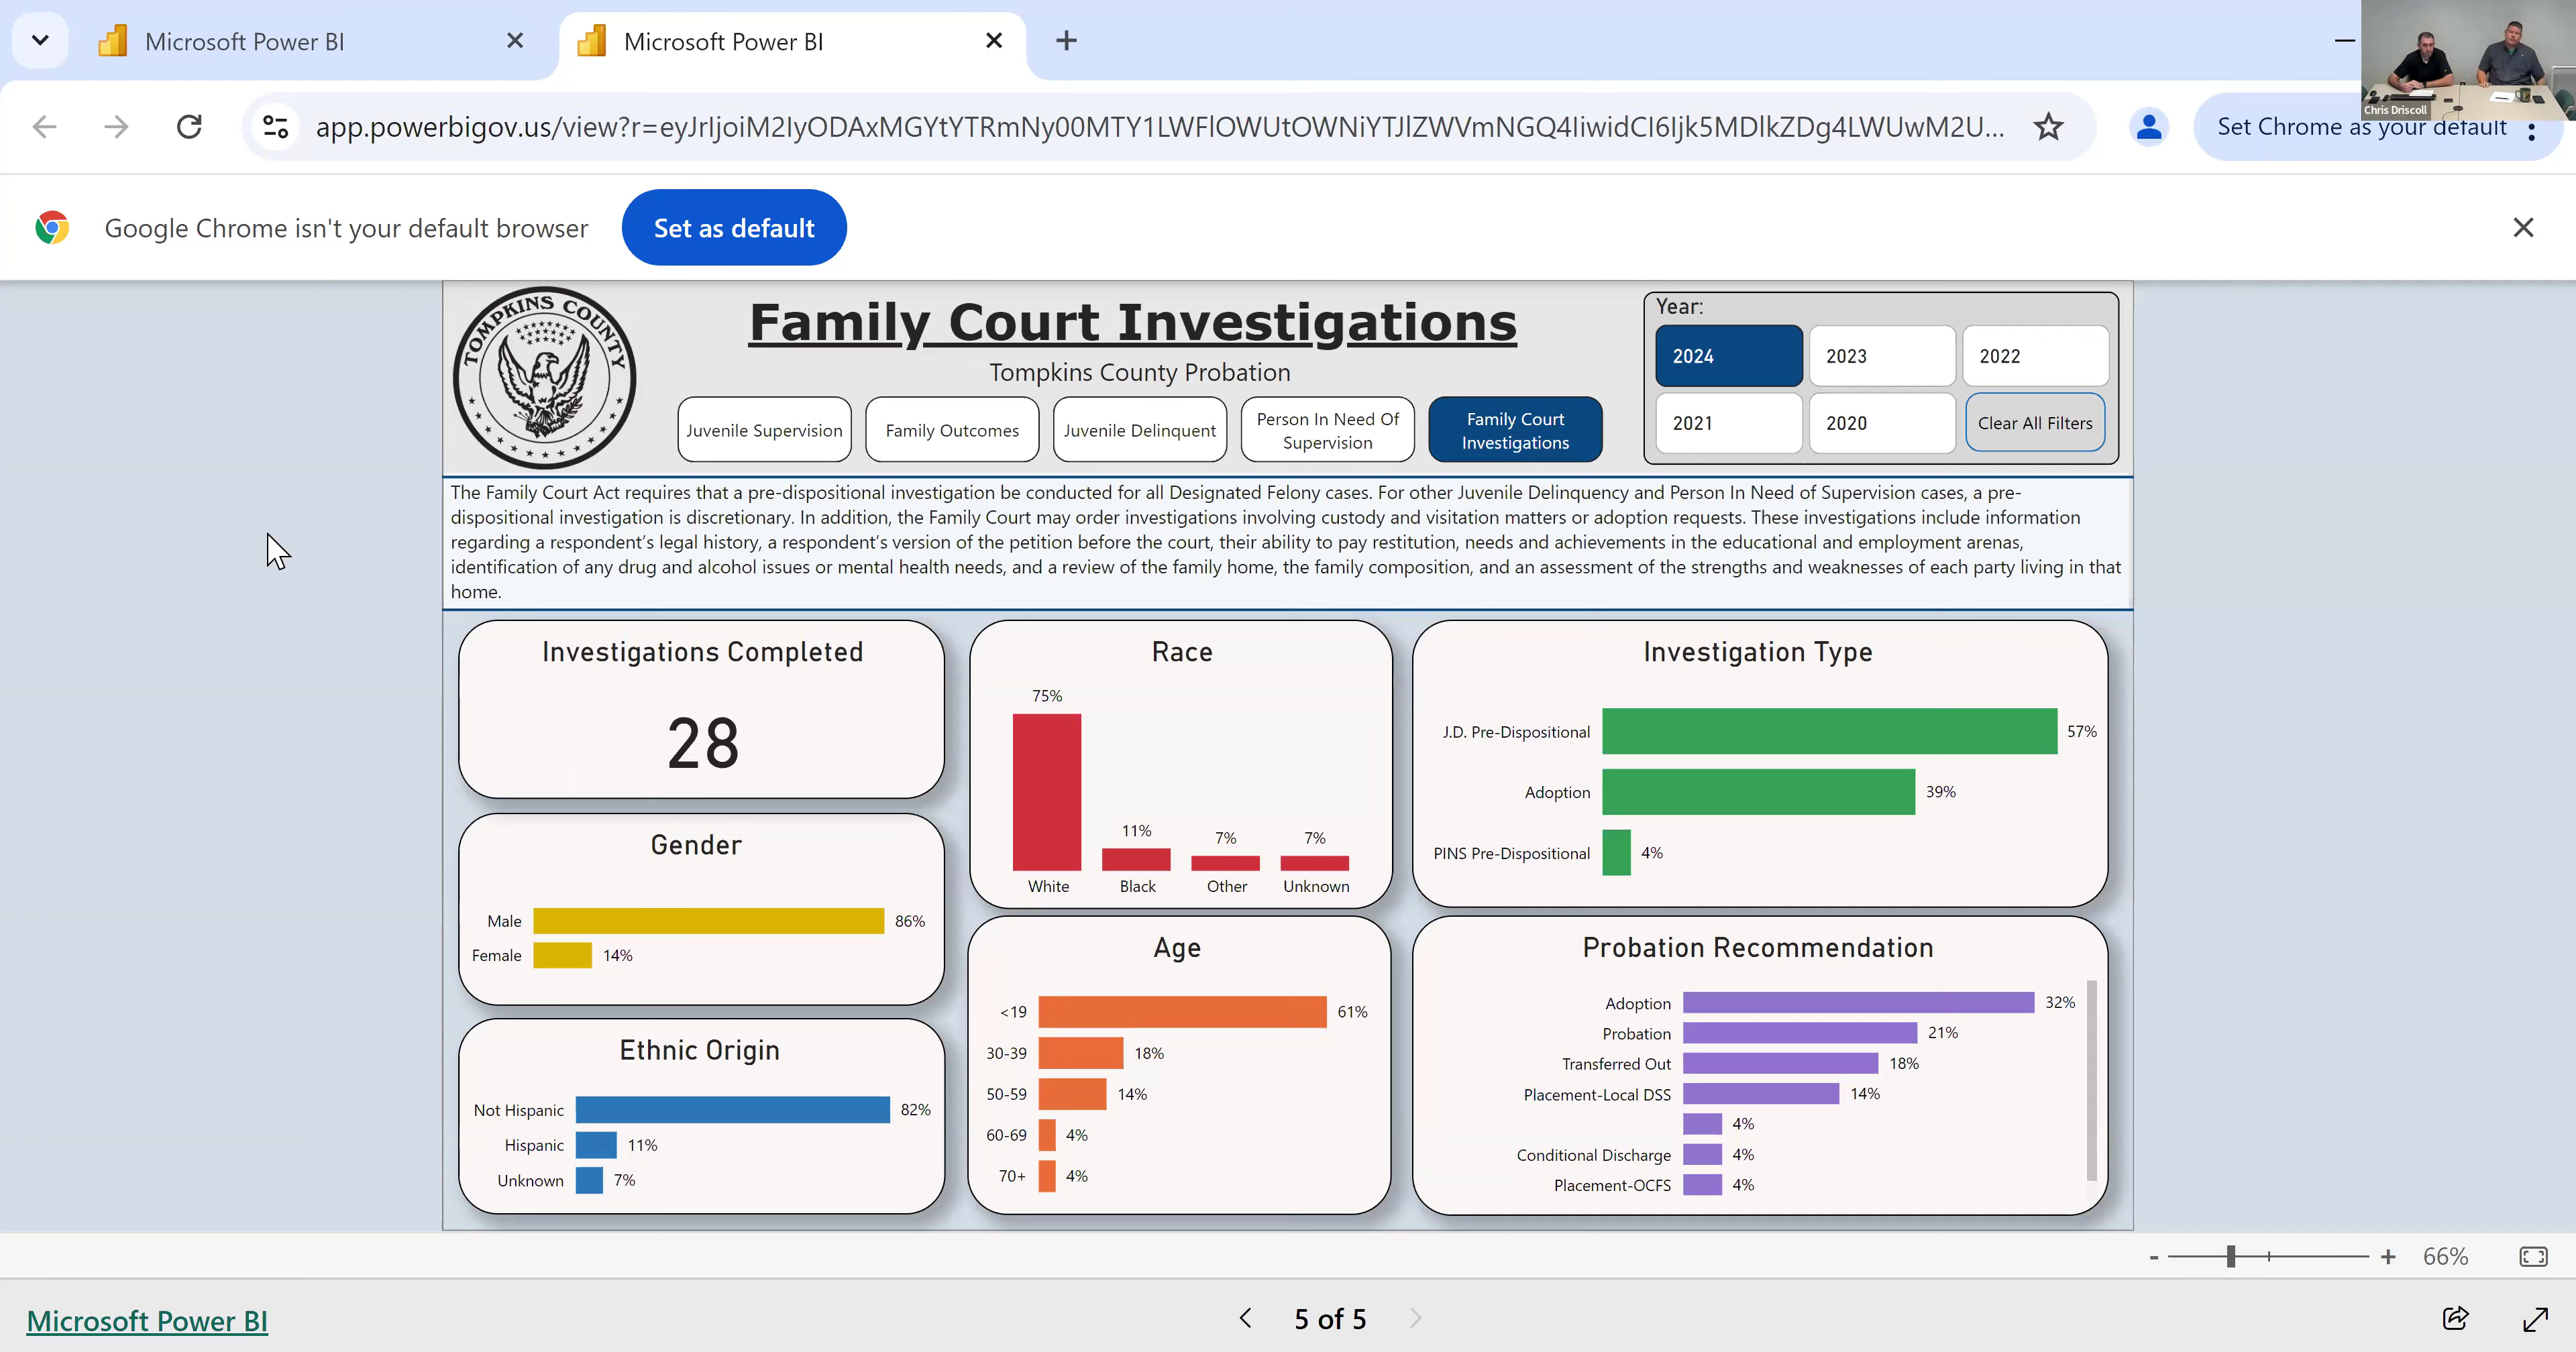 Microsoft Power BI
Microsoft Power BI
Chris Driscoll
app.powerbigov.us/view?r=eyJrIjoiM2IyODAxMGYtYTRmNy00MTY1LWFlOWUtOWNiYTJlZWVmNGQ4IiwidCI6Ijk5MDlkZDg4LWUwM2U...
Set Chrome as your default
Google Chrome isn't your default browser
Set as default
TOMPKINS COUNTY
Family Court Investigations
Tompkins County Probation
Juvenile Supervision
Family Outcomes
Juvenile Delinquent
Person In Need Of
Supervision
Family Court
Investigations
Year:
2024
2023
2022
2021
2020
Clear All Filters
The Family Court Act requires that a pre-dispositional investigation be conducted for all Designated Felony cases. For other Juvenile Delinquency and Person In Need of Supervision cases, a pre-
dispositional investigation is discretionary. In addition, the Family Court may order investigations involving custody and visitation matters or adoption requests. These investigations include information
regarding a respondent's legal history, a respondent's version of the petition before the court, their ability to pay restitution, needs and achievements in the educational and employment arenas,
identification of any drug and alcohol issues or mental health needs, and a review of the family home, the family composition, and an assessment of the strengths and weaknesses of each party living in that
home.
Investigations Completed
28
Gender
Male 86%
Female 14%
Ethnic Origin
Not Hispanic 82%
Hispanic 11%
Unknown 7%
Race
75%
11%
7%
7%
White Black Other Unknown
Age
<19 61%
30-39 18%
50-59 14%
60-69 4%
70+ 4%
Investigation Type
J.D. Pre-Dispositional 57%
Adoption 39%
PINS Pre-Dispositional 4%
Probation Recommendation
Adoption 32%
Probation 21%
Transferred Out 18%
Placement-Local DSS 14%
4%
Conditional Discharge 4%
Placement-OCFS 4%
- + 66%
Microsoft Power BI
5 of 5